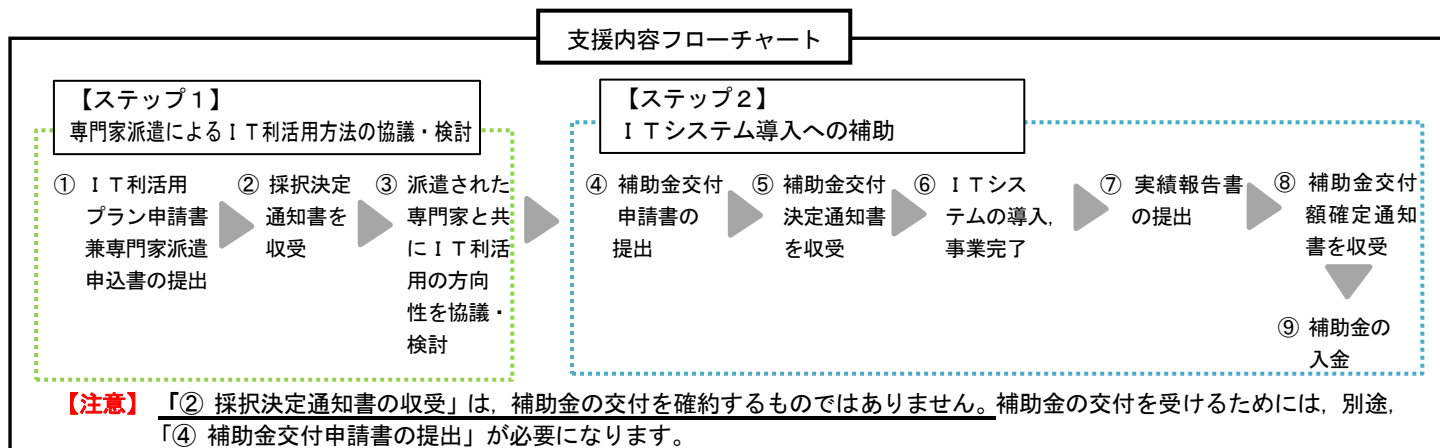 支援内容フローチャート
【ステップ１】
専門家派遣によるＩＴ利活用方法の協議・検討
① ＩＴ利活用
プラン申請書
兼専門家派遣
申込書の提出
② 採択決定
通知書を
収受
③ 派遣された
専門家と共
にＩＴ利活
用の方向
性を協議・
検討
【ステップ２】
ＩＴシステム導入への補助
④ 補助金交付
申請書の
提出
⑤ 補助金交付
決定通知書
を収受
⑥ ＩＴシス
テムの導入，
事業完了
⑦ 実績報告書
の提出
⑧ 補助金交付
額確定通知
書を収受
⑨ 補助金の
入金
【注意】 「② 採択決定通知書の収受」は，補助金の交付を確約するものではありません。補助金の交付を受けるためには，別途，
「④ 補助金交付申請書の提出」が必要になります。